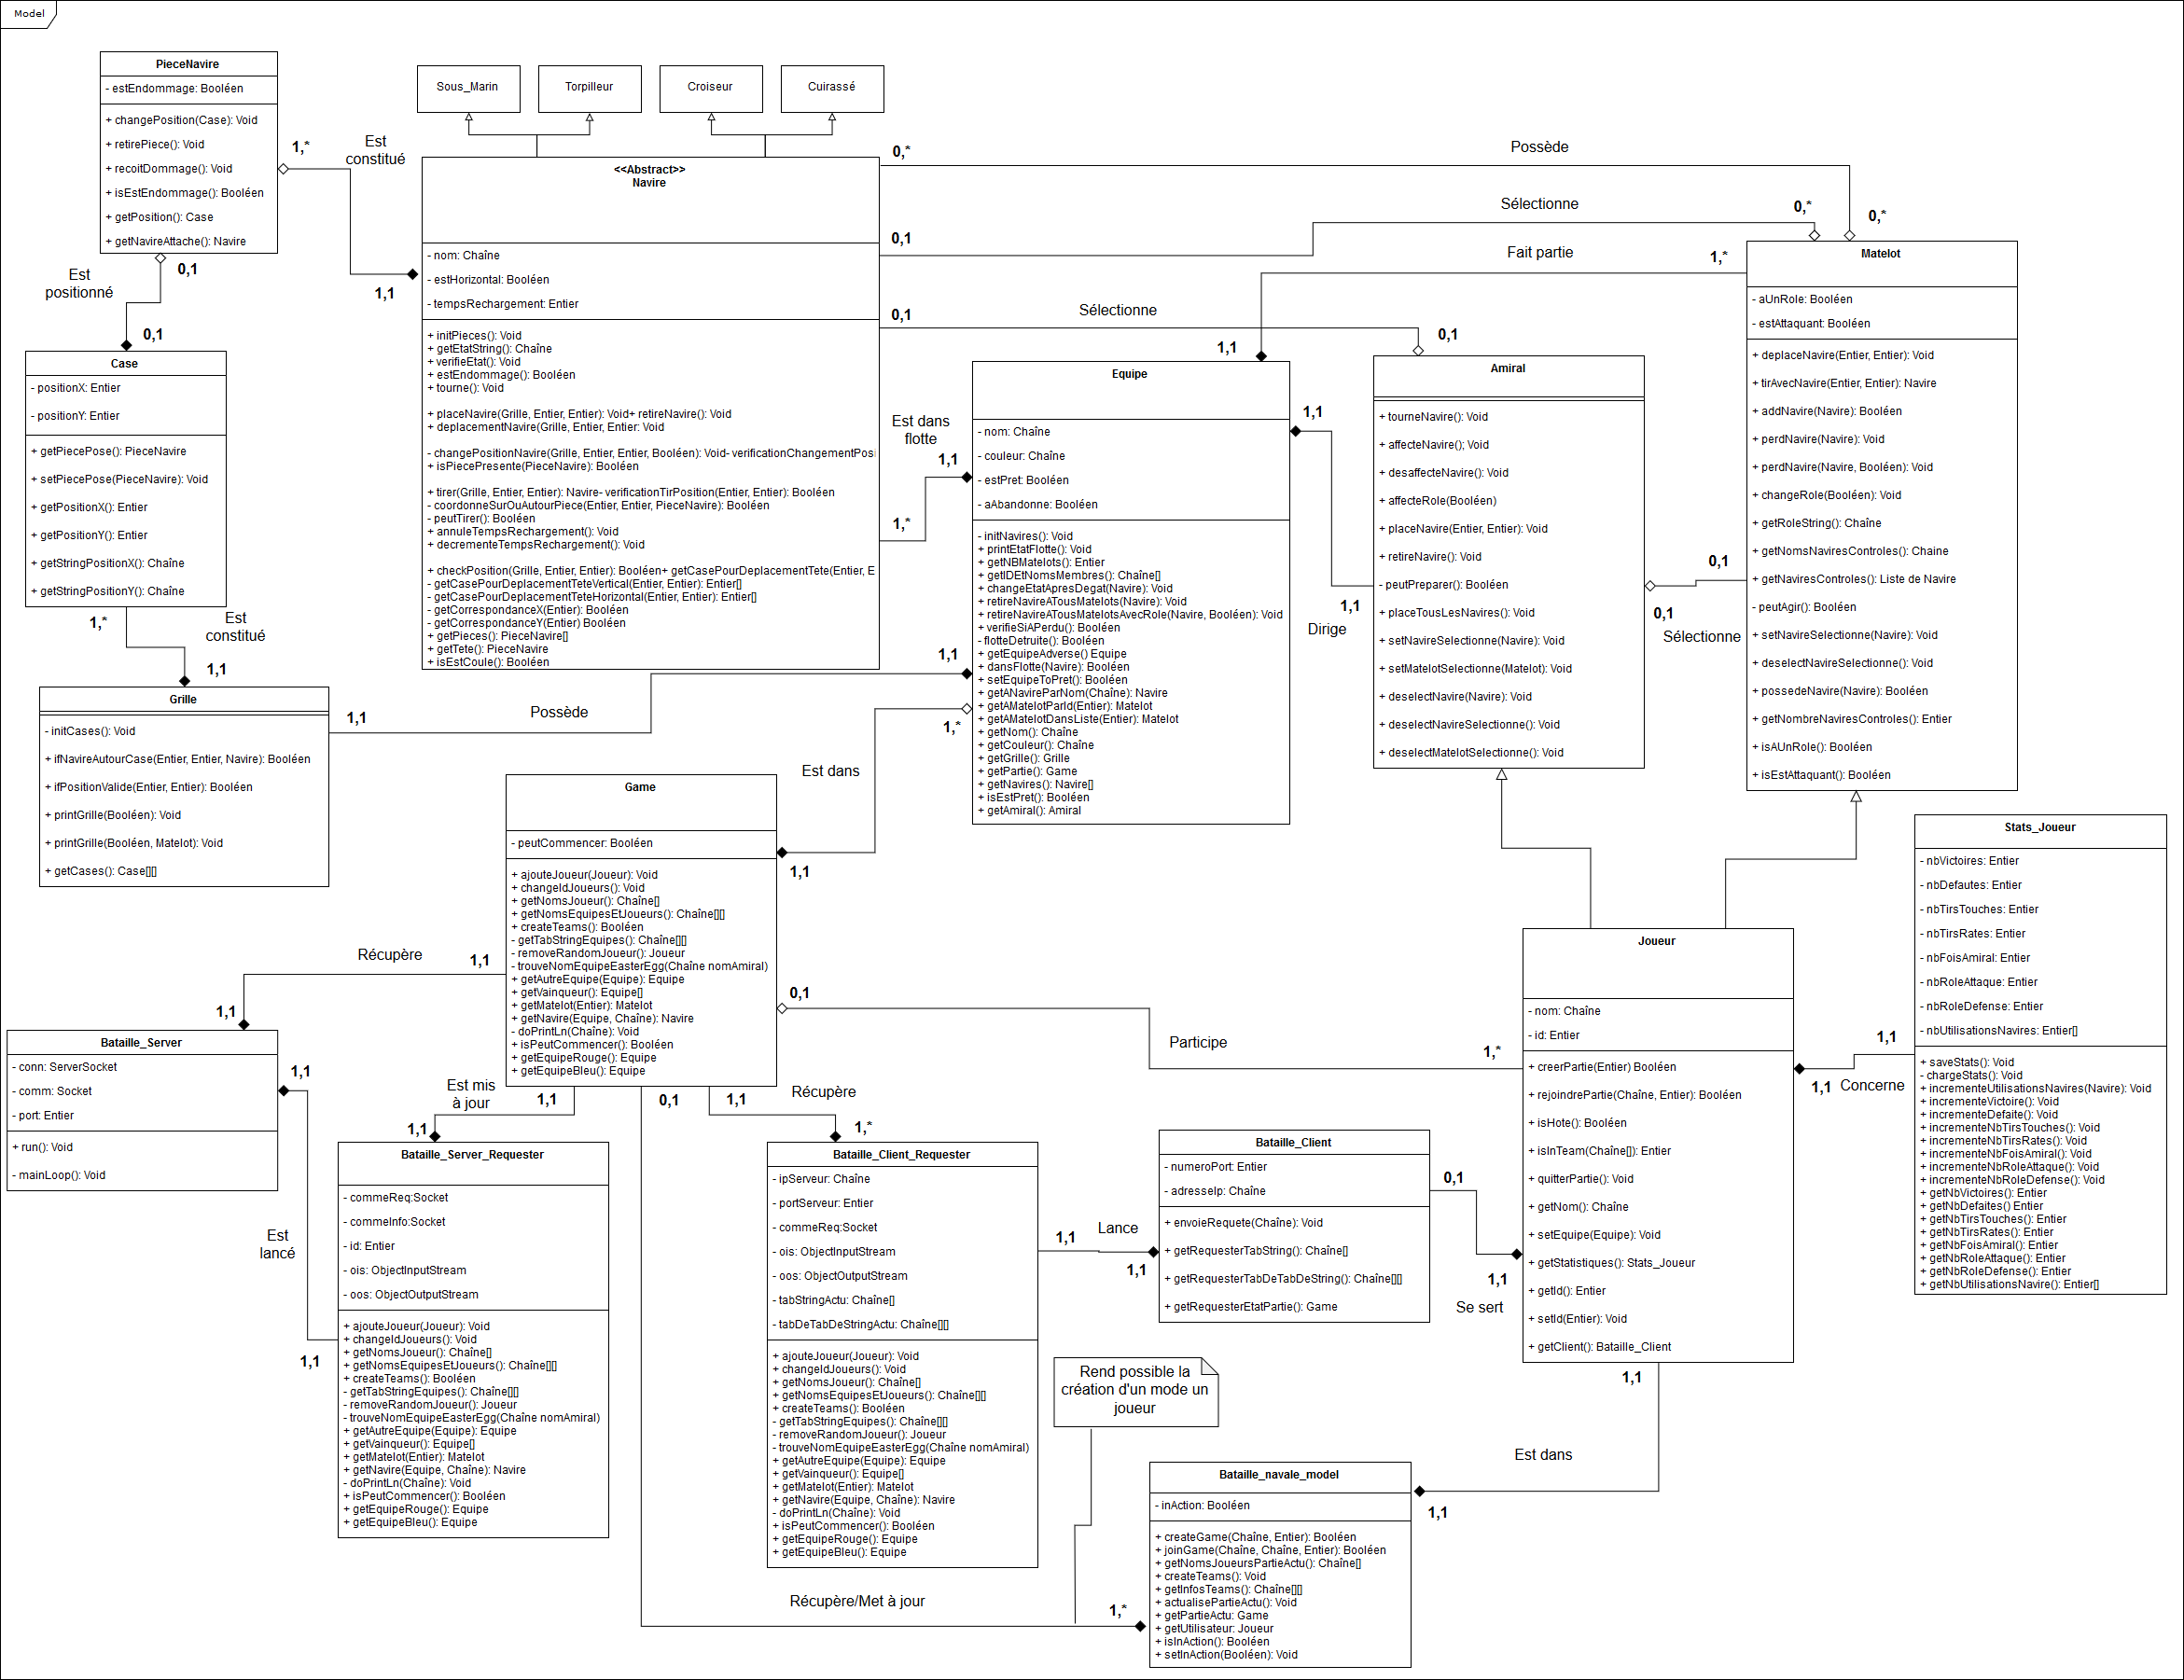 Model
PieceNavire
- estEndommage: Booléen
+ changePosition(Case): Void
+ retirePiece(): Void
+ recoitDommage(): Void
+ isEstEndommage(): Booléen
+ getPosition(): Case
+ getNavireAttache(): Navire
1,*
Est
constitué
1,1
Est
positionné
0,1
0,1
Case
- positionX: Entier
- positionY: Entier
+ getPiecePose(): PieceNavire
+ setPiecePose(PieceNavire): Void
+ getPositionX(): Entier
+ getPositionY(): Entier
+ getStringPositionX(): Chaîne
+ getStringPositionY(): Chaîne
1,*
Est
constitué
1,1
Grille
- initCases(): Void
+ ifNavireAutourCase(Entier, Entier, Navire): Booléen
+ ifPositionValide(Entier, Entier): Booléen
+ printGrille(Booléen): Void
+ printGrille(Booléen, Matelot): Void
+ getCases(): Case[][]
Sous_Marin
Torpilleur
Croiseur
Cuirassé
<<Abstract>>
Navire
- nom: Chaîne
- estHorizontal: Booléen
- tempsRechargement: Entier
+ initPieces(): Void
+ getEtatString(): Chaîne
+ verifieEtat(): Void
+ estEndommage(): Booléen
+ tourne(): Void
+ placeNavire(Grille, Entier, Entier): Void+ retireNavire(): Void
+ deplacementNavire(Grille, Entier, Entier: Void
- changePositionNavire(Grille, Entier, Entier, Booléen): Void- verificationChangementPosi
+ isPiecePresente(PieceNavire): Booléen
+ tirer(Grille, Entier, Entier): Navire- verificationTirPosition(Entier, Entier): Booléen
- coordonneSurOuAutourPiece(Entier, Entier, PieceNavire): Booléen
- peutTirer(): Booléen
+ annuleTempsRechargement(): Void
+ decrementeTempsRechargement(): Void
+ checkPosition(Grille, Entier, Entier): Booléen+ getCasePourDeplacementTete(Entier, E
- getCasePourDeplacementTeteVertical(Entier, Entier): Entier[]
- getCasePourDeplacementTeteHorizontal(Entier, Entier): Entier[]
- getCorrespondanceX(Entier): Booléen
- getCorrespondanceY(Entier) Booléen
+ getPieces(): PieceNavire[]
+ getTete(): PieceNavire
+ isEstCoule(): Booléen
0,*
Possède
0,*
0,1
Sélectionne
0,*
0,1
Sélectionne
0,1
Fait partie
1,*
1,1
Est dans
flotte
1,1
1,*
1,1
Possède
1,1
Equipe
- nom: Chaîne
- couleur: Chaîne
- estPret: Booléen
- aAbandonne: Booléen
- initNavires(): Void
+ printEtatFlotte(): Void
+ getNBMatelots(): Entier
+ getIDEtNomsMembres(): Chaîne[]
+ changeEtatApresDegat(Navire): Void
+ retireNavireATousMatelots(Navire): Void
+ retireNavireATousMatelotsAvecRole(Navire, Booléen): Void
+ verifieSiAPerdu(): Booléen
- flotteDetruite(): Booléen
+ getEquipeAdverse() Equipe
+ dansFlotte(Navire): Booléen
+ setEquipeToPret(): Booléen
+ getANavireParNom(Chaîne): Navire
+ getAMatelotParId(Entier): Matelot
+ getAMatelotDansListe(Entier): Matelot
+ getNom(): Chaîne
+ getCouleur(): Chaîne
+ getGrille(): Grille
+ getPartie(): Game
+ getNavires(): Navire[]
+ isEstPret(): Booléen
+ getAmiral(): Amiral
1,1
1,1
Dirige
Amiral
+ tourneNavire(): Void
+ affecteNavire(); Void
+ desaffecteNavire(): Void
+ affecteRole(Booléen)
+ placeNavire(Entier, Entier): Void
+ retireNavire(): Void
- peutPreparer(): Booléen
+ placeTousLesNavires(): Void
+ setNavireSelectionne(Navire): Void
+ setMatelotSelectionne(Matelot): Void
+ deselectNavire(Navire): Void
+ deselectNavireSelectionne(): Void
+ deselectMatelotSelectionne(): Void
0,1
0,1
Sélectionne
Matelot
- aUnRole: Booléen
- estAttaquant: Booléen
+ deplaceNavire(Entier, Entier): Void
+ tirAvecNavire(Entier, Entier): Navire
+ addNavire(Navire): Booléen
+ perdNavire(Navire): Void
+ perdNavire(Navire, Booléen): Void
+ changeRole(Booléen): Void
+ getRoleString(): Chaîne
+ getNomsNaviresControles(): Chaine
+ getNaviresControles(): Liste de Navire
- peutAgir(): Booléen
+ setNavireSelectionne(Navire): Void
+ deselectNavireSelectionne(): Void
+ possedeNavire(Navire): Booléen
+ getNombreNaviresControles(): Entier
+ isAUnRole(): Booléen
+ isEstAttaquant(): Booléen
Est dans
1,*
1,1
Game
- peutCommencer: Booléen
+ ajouteJoueur(Joueur): Void
+ changeIdJoueurs(): Void
+ getNomsJoueur(): Chaîne[]
+ getNomsEquipesEtJoueurs(): Chaîne[][]
+ createTeams(): Booléen
- getTabStringEquipes(): Chaîne[][]
- removeRandomJoueur(): Joueur
- trouveNomEquipeEasterEgg(Chaîne nomAmiral)
+ getAutreEquipe(Equipe): Equipe
+ getVainqueur(): Equipe[]
+ getMatelot(Entier): Matelot
+ getNavire(Equipe, Chaîne): Navire
- doPrintLn(Chaîne): Void
+ isPeutCommencer(): Booléen
+ getEquipeRouge(): Equipe
+ getEquipeBleu(): Equipe
Récupère
1,1
1,1
Bataille_Server
- conn: ServerSocket
- comm: Socket
- port: Entier
+ run(): Void
- mainLoop(): Void
1,1
Est
lancé
1,1
Est mis
à jour
1,1
1,1
Bataille_Server_Requester
- commeReq:Socket
- commeInfo:Socket
- id: Entier
- ois: ObjectInputStream
- oos: ObjectOutputStream
+ ajouteJoueur(Joueur): Void
+ changeIdJoueurs(): Void
+ getNomsJoueur(): Chaîne[]
+ getNomsEquipesEtJoueurs(): Chaîne[][]
+ createTeams(): Booléen
- getTabStringEquipes(): Chaîne[][]
- removeRandomJoueur(): Joueur
- trouveNomEquipeEasterEgg(Chaîne nomAmiral)
+ getAutreEquipe(Equipe): Equipe
+ getVainqueur(): Equipe[]
+ getMatelot(Entier): Matelot
+ getNavire(Equipe, Chaîne): Navire
- doPrintLn(Chaîne): Void
+ isPeutCommencer(): Booléen
+ getEquipeRouge(): Equipe
+ getEquipeBleu(): Equipe
0,1
1,1
Récupère
1,*
Bataille_Client_Requester
- ipServeur: Chaîne
- portServeur: Entier
- commeReq:Socket
- ois: ObjectInputStream
- oos: ObjectOutputStream
- tabStringActu: Chaîne[]
- tabDeTabDeStringActu: Chaîne[][]
+ ajouteJoueur(Joueur): Void
+ changeIdJoueurs(): Void
+ getNomsJoueur(): Chaîne[]
+ getNomsEquipesEtJoueurs(): Chaîne[][]
+ createTeams(): Booléen
- getTabStringEquipes(): Chaîne[][]
- removeRandomJoueur(): Joueur
- trouveNomEquipeEasterEgg(Chaîne nomAmiral)
+ getAutreEquipe(Equipe): Equipe
+ getVainqueur(): Equipe[]
+ getMatelot(Entier): Matelot
+ getNavire(Equipe, Chaîne): Navire
- doPrintLn(Chaîne): Void
+ isPeutCommencer(): Booléen
+ getEquipeRouge(): Equipe
+ getEquipeBleu(): Equipe
1,1
Lance
1,1
Bataille_Client
- numeroPort: Entier
- adresseIp: Chaîne
+ envoieRequete(Chaîne): Void
+ getRequesterTabString(): Chaîne[]
+ getRequesterTabDeTabDeString(): Chaîne[][]
+ getRequesterEtatPartie(): Game
0,1
1,1
Se sert
0,1
Participe
1,*
Joueur
- nom: Chaîne
- id: Entier
+ creerPartie(Entier) Booléen
+ rejoindrePartie(Chaîne, Entier): Booléen
+ isHote(): Booléen
+ isInTeam(Chaîne[]): Entier
+ quitterPartie(): Void
+ getNom(): Chaîne
+ setEquipe(Equipe): Void
+ getStatistiques(): Stats_Joueur
+ getId(): Entier
+ setId(Entier): Void
+ getClient(): Bataille_Client
1,1
1,1
Concerne
Stats_Joueur
- nbVictoires: Entier
- nbDefautes: Entier
- nbTirsTouches: Entier
- nbTirsRates: Entier
- nbFoisAmiral: Entier
- nbRoleAttaque: Entier
- nbRoleDefense: Entier
- nbUtilisationsNavires: Entier[]
+ saveStats(): Void
- chargeStats(): Void
+ incrementeUtilisationsNavires(Navire): Void
+ incrementeVictoire(): Void
+ incrementeDefaite(): Void
+ incrementeNbTirsTouches(): Void
+ incrementeNbTirsRates(): Void
+ incrementeNbFoisAmiral(): Void
+ incrementeNbRoleAttaque(): Void
+ incrementeNbRoleDefense(): Void
+ getNbVictoires(): Entier
+ getNbDefaites() Entier
+ getNbTirsTouches(): Entier
+ getNbTirsRates(): Entier
+ getNbFoisAmiral(): Entier
+ getNbRoleAttaque(): Entier
+ getNbRoleDefense(): Entier
+ getNbUtilisationsNavire(): Entier[]
Rend possible la
création d'un mode un
joueur
1,1
Est dans
1,1
Récupère/Met à jour
1,*
Bataille_navale_model
- inAction: Booléen
+ createGame(Chaîne, Entier): Booléen
+ joinGame(Chaîne, Chaîne, Entier): Booléen
+ getNomsJoueursPartieActu(): Chaîne[]
+ createTeams(): Void
+ getInfosTeams(): Chaîne[][]
+ actualisePartieActu(): Void
+ getPartieActu: Game
+ getUtilisateur: Joueur
+ isInAction(): Booléen
+ setInAction(Booléen): Void